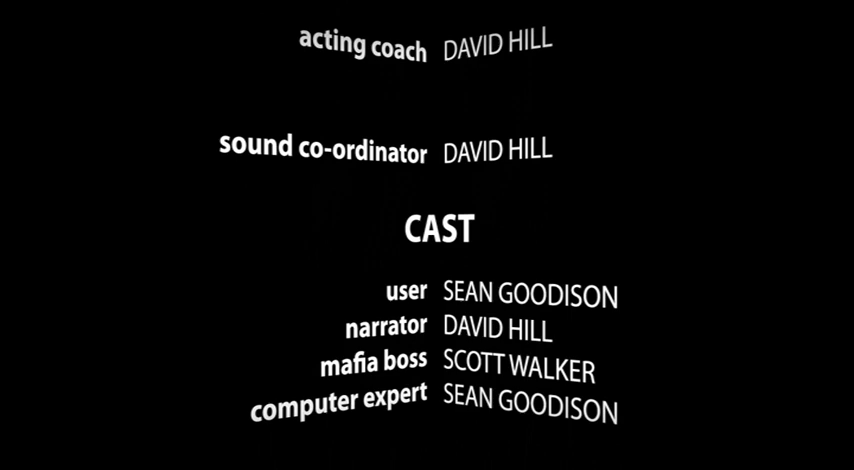 acting coach DAVID HILL
sound co-ordinator DAVID HILL
CAST
user SEAN GOODISON
narrator DAVID HILL
mafia boss SCOTT WALKER
computer expert SEAN GOODISON